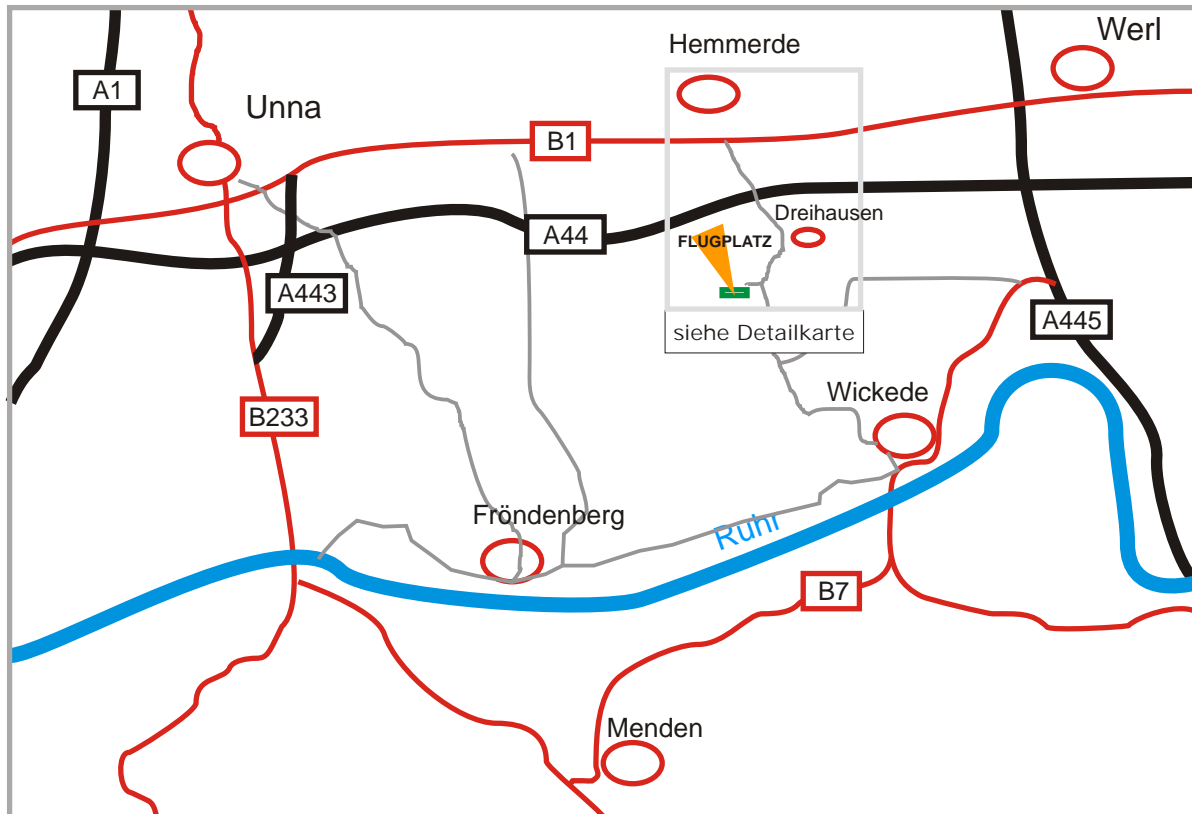 Werl
Hemmerde
A1
Unna
B1
Dreihausen
A44
FLUGPLATZ
A443
A445
siehe Detailkarte
Wickede
B233
Fröndenberg
Ruhr
B7
Menden